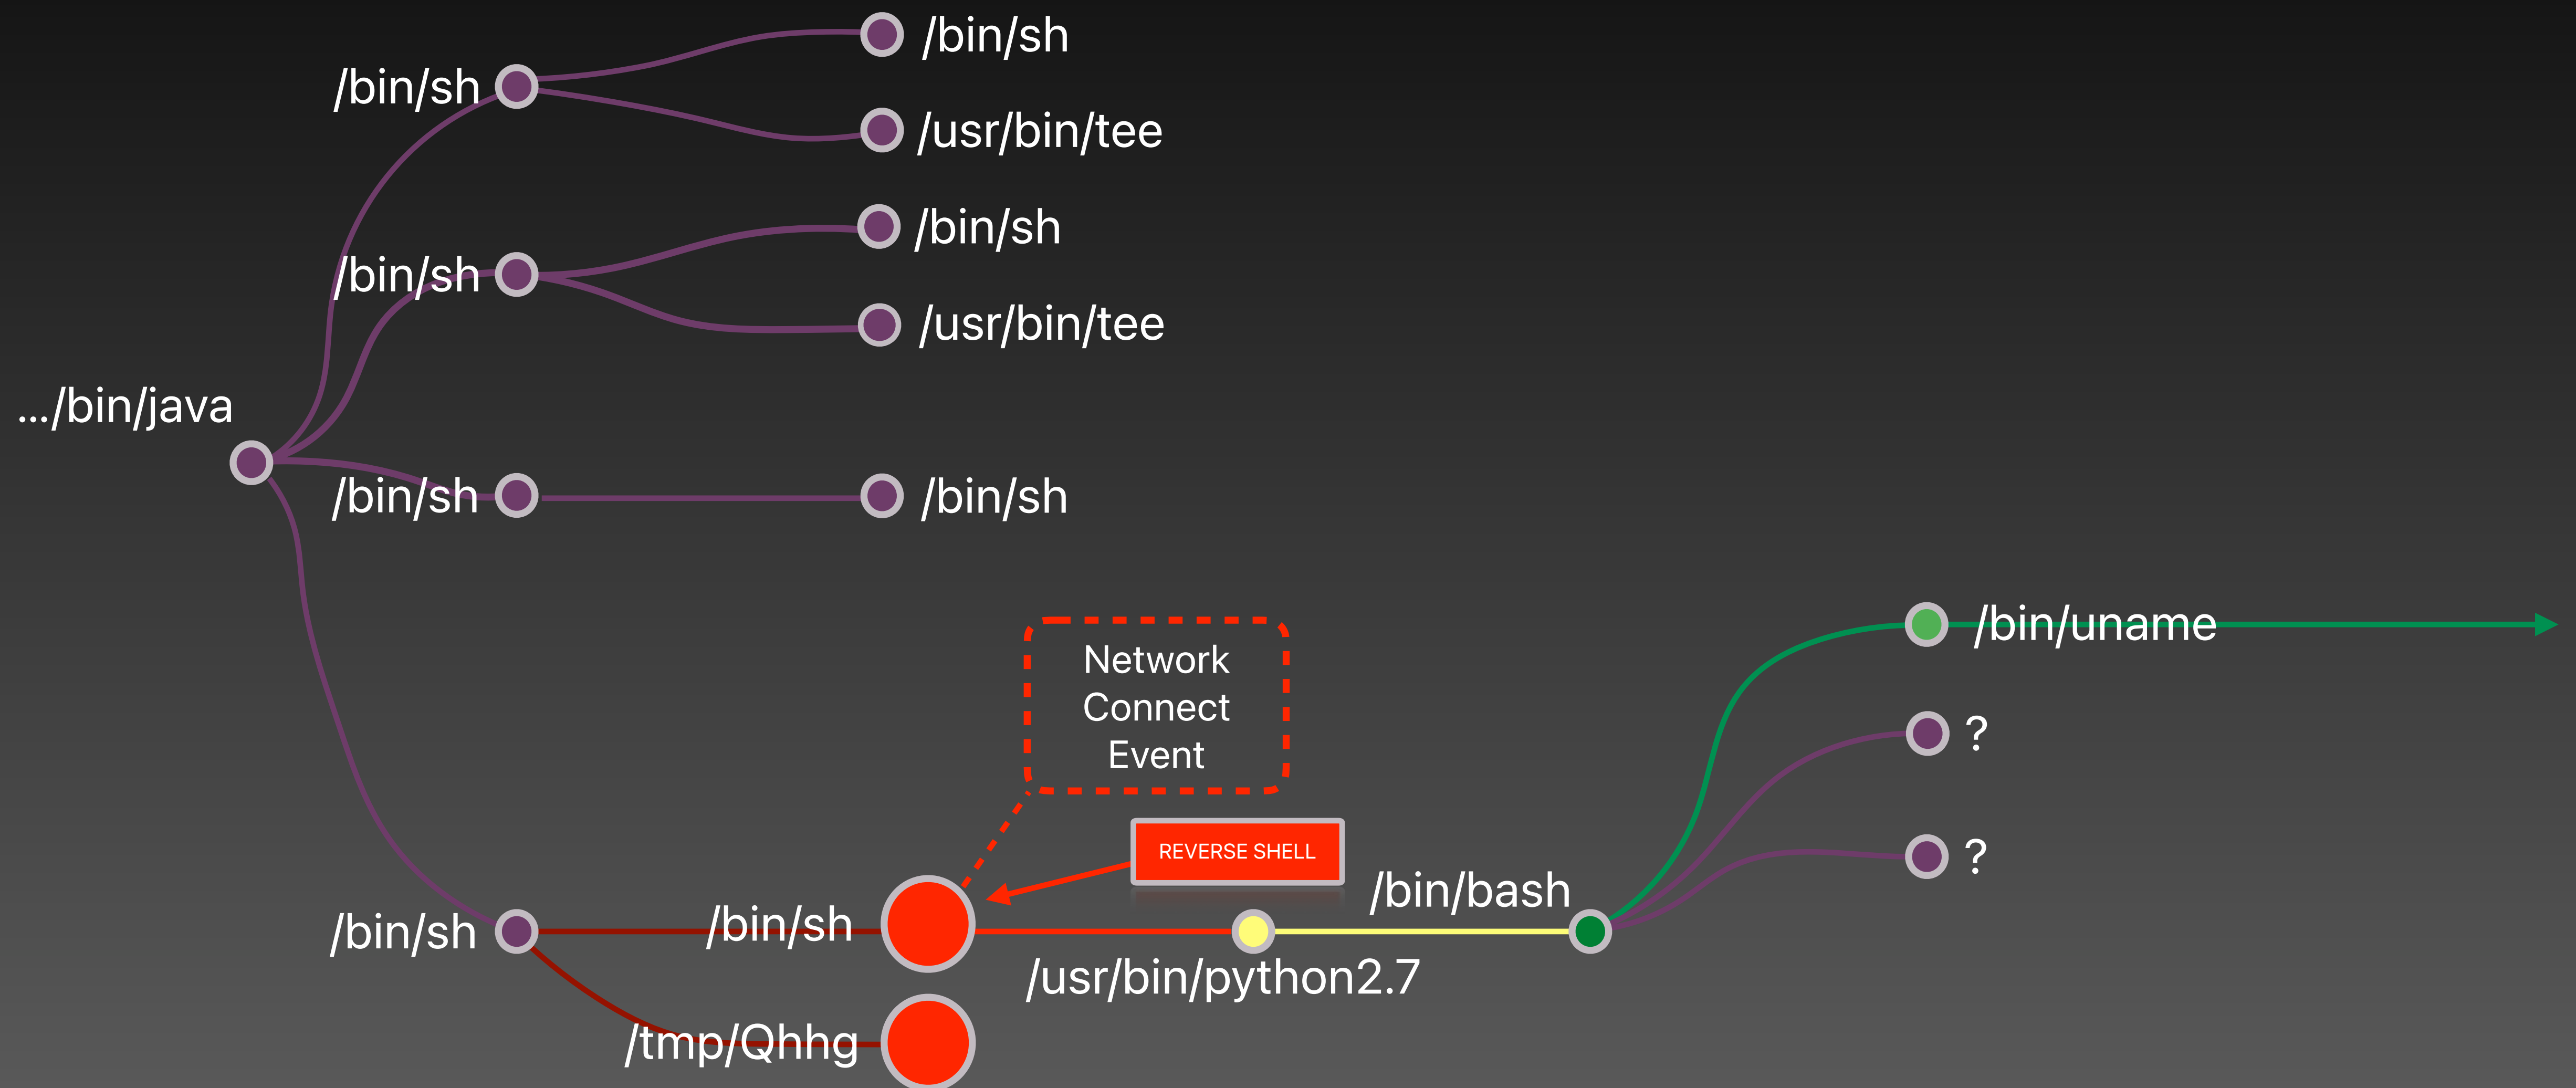 /bin/sh
/bin/sh
/usr/bin/tee
/bin/sh
/bin/sh
/usr/bin/tee
.../bin/java
/bin/sh
/bin/sh
/bin/uname
Network
Connect
Event
?
REVERSE SHELL
?
/bin/bash
/bin/sh
/bin/sh
/usr/bin/python2.7
/tmp/Qhhg